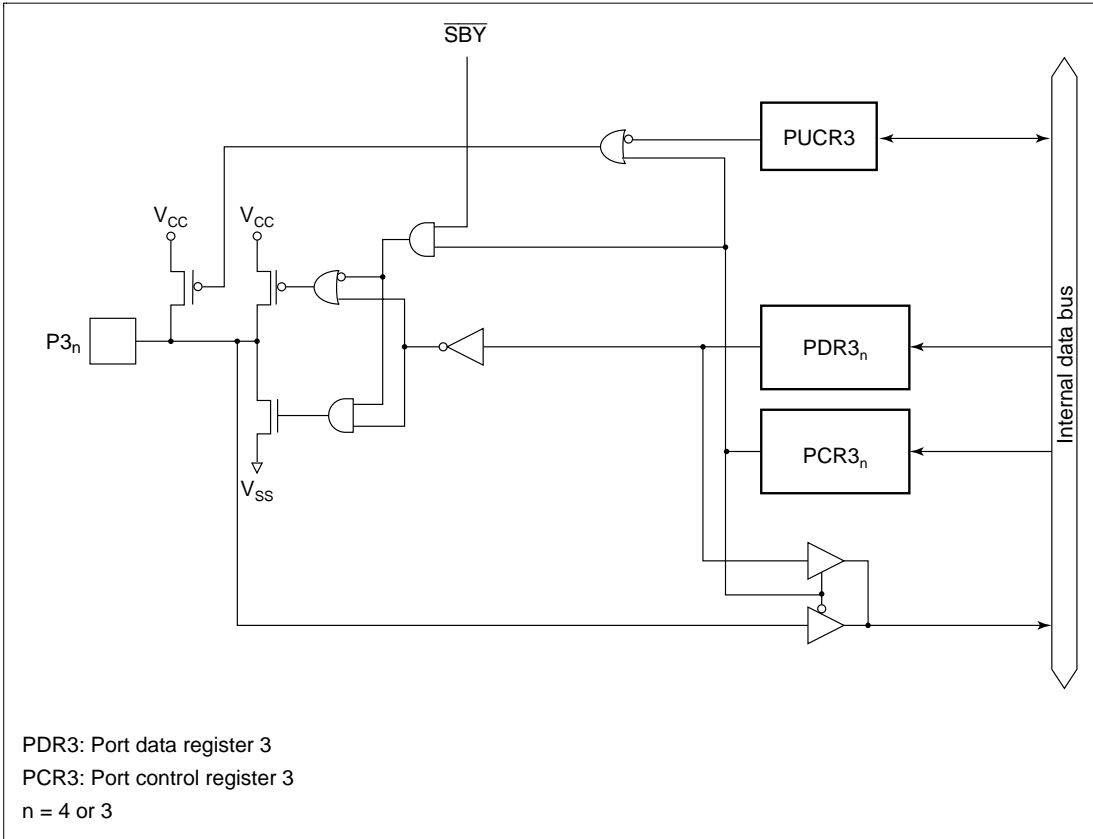 S̅B̅Y̅
PUCR3
VCC
VCC
P3n
PDR3n
PCR3n
VSS
Internal data bus
PDR3: Port data register 3
PCR3: Port control register 3
n = 4 or 3